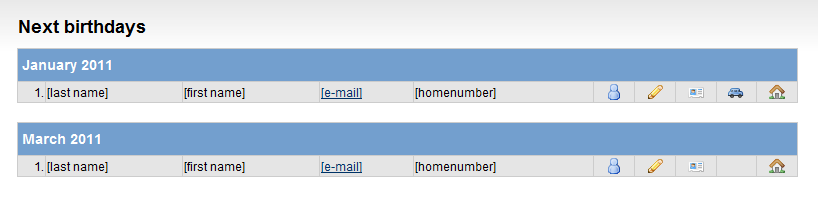 Next birthdays
January 2011
1. [last name] [first name] [e-mail] [homenumber]
March 2011
1. [last name] [first name] [e-mail] [homenumber]